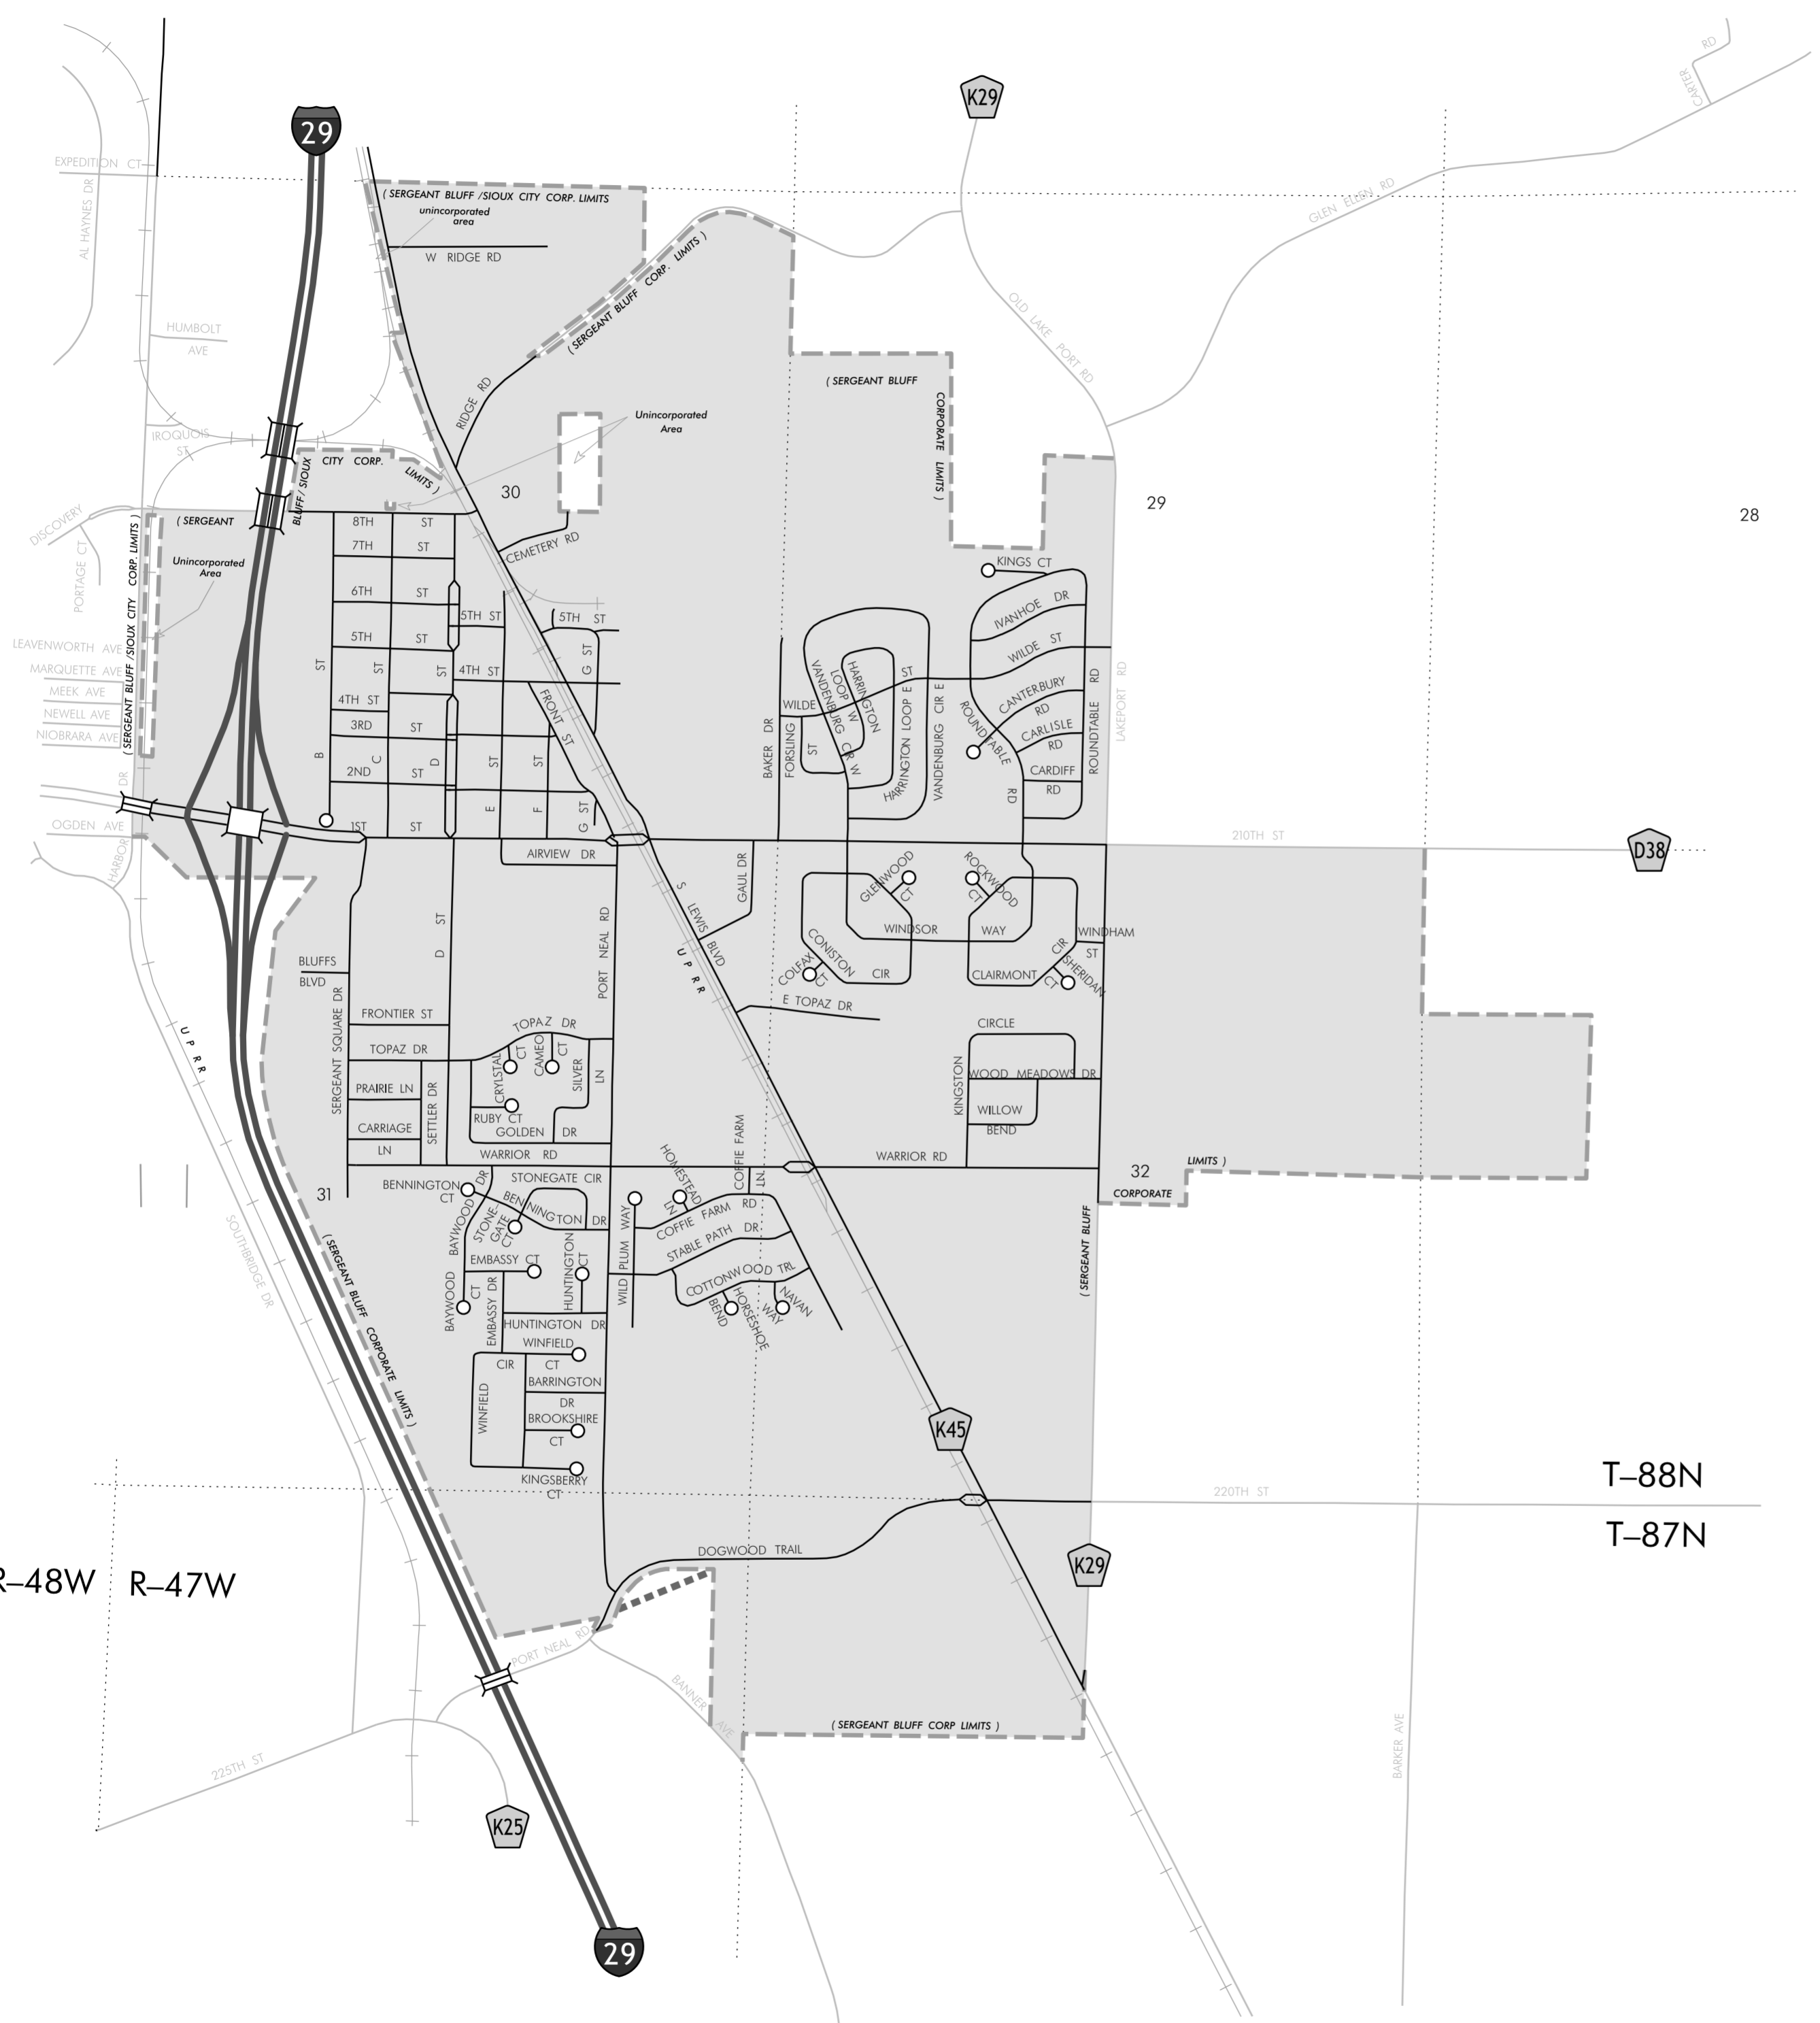 K29
CARTER RD
29
EXPEDITION CT
AL HAYNES DR
( SERGEANT BLUFF /SIOUX CITY CORP. LIMITS
unincorporated
area
W RIDGE RD
GLEN ELLEN RD
( SERGEANT BLUFF CORP. LIMITS )
OLD LAKE PORT RD
HUMBOLT
AVE
RIDGE RD
( SERGEANT BLUFF
CORPORATE LIMITS )
Unincorporated
Area
IROQUOIS
ST
BLUFF/ SIOUX
CITY CORP.
LIMITS )
30
29
28
DISCOVERY
PORTAGE CT
( SERGEANT
( SERGEANT BLUFF/SIOUX CITY CORP. LIMITS )
Unincorporated
Area
8TH ST
7TH ST
CEMETERY RD
6TH ST
5TH ST
5TH ST
5TH ST
KINGS CT
IVANHOE DR
WILDE ST
LEAVENWORTH AVE
MARQUETTE AVE
MEEK AVE
NEWELL AVE
NIOBRARA AVE
4TH ST
4TH ST
3RD ST
2ND ST
1ST ST
B ST
C ST
D ST
E ST
F ST
G ST
G ST
FRONT ST
BAKER DR
FORSLING ST
WILDE ST
VANDENBURG CIR W
HARRINGTON
LOOP W
HARRINGTON
HARRINGTON LOOP E
VANDENBURG CIR E
ROUNDTABLE RD
CANTERBURY
RD
CARLISLE
RD
CARDIFF
RD
ROUNDTABLE RD
LAKEPORT RD
OGDEN AVE
HARBOR DR
210TH ST
D38
AIRVIEW DR
GAUL DR
GLENWOOD
CT
ROCKWOOD
CT
S LEWIS BLVD
U P R R
WINDSOR WAY
WINDHAM
ST
CONISTON CIR
COLFAX
CT
CLAIRMONT CIR
SHERIDAN
CT
D ST
PORT NEAL RD
BLUFFS
BLVD
E TOPAZ DR
SERGEANT SQUARE DR
FRONTIER ST
TOPAZ DR
TOPAZ DR
CRYLSTAL
CT
CAMEO
CT
SILVER LN
CIRCLE
KINGSTON
WOOD MEADOWS DR
WILLOW
BEND
PRAIRIE LN
SETTLER DR
RUBY CT
GOLDEN DR
CARRIAGE
LN
U P R R
WARRIOR RD
WARRIOR RD
COFFIE FARM
LN
HOMESTEAD
LN
32
LIMITS )
CORPORATE
( SERGEANT BLUFF
31
BENNINGTON
CT
BAYWOOD DR
STONEGATE CIR
STONE-
GATE
CT
BENNINGTON DR
WILD PLUM WAY
COFFIE FARM RD
STABLE PATH DR
EMBASSY CT
HUNTINGTON
CT
COTTONWOOD TRL
BAYWOOD
CT
EMBASSY DR
HORSESHOE
BEND
NAVAN
WAY
HUNTINGTON DR
WINFIELD
CT
WINFIELD
CIR
BARRINGTON
DR
BROOKSHIRE
CT
KINGSBERRY
CT
SOUTHBRIDGE DR
( SERGEANT BLUFF CORPORATE LIMITS )
K45
T–88N
220TH ST
T–87N
DOGWOOD TRAIL
K29
R–48W
R–47W
PORT NEAL RD
BANNER AVE
( SERGEANT BLUFF CORP LIMITS )
BARKER AVE
225TH ST
K25
29